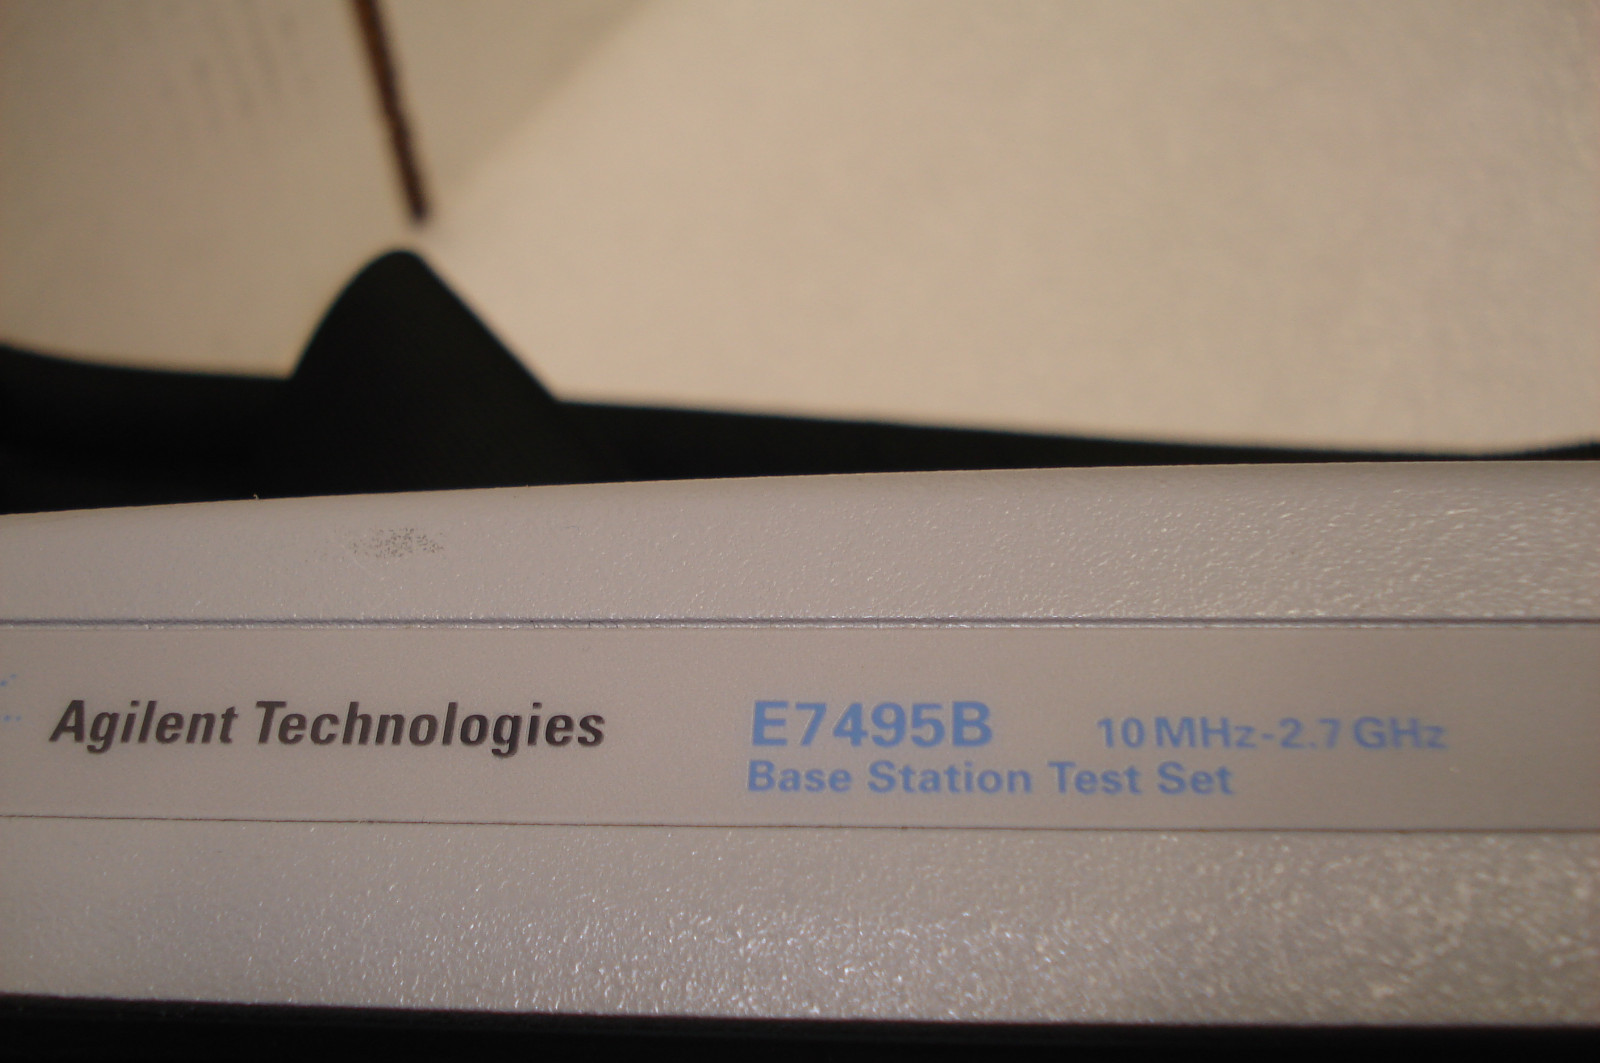 Agilent Technologies
E7495B 10 MHz-2.7 GHz
Base Station Test Set